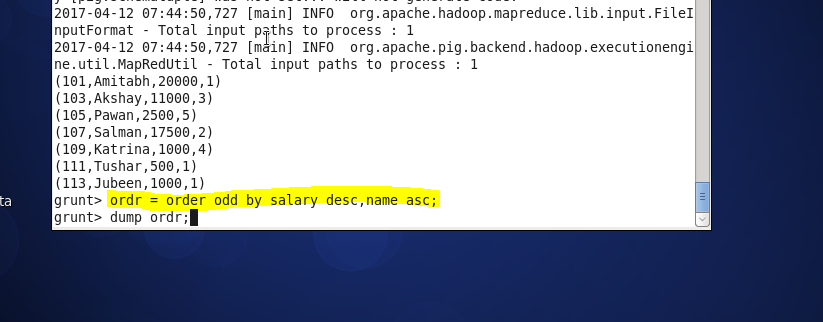 2017-04-12 07:44:50,727 [main] INFO  org.apache.hadoop.mapreduce.lib.input.FileI
nputFormat - Total input paths to process : 1
2017-04-12 07:44:50,727 [main] INFO  org.apache.pig.backend.hadoop.executionengi
ne.util.MapRedUtil - Total input paths to process : 1
(101,Amitabh,20000,1)
(103,Akshay,11000,3)
(105,Pawan,2500,5)
(107,Salman,17500,2)
(109,Katrina,1000,4)
(111,Tushar,500,1)
(113,Jubeen,1000,1)
ta
grunt> ordr = order odd by salary desc,name asc;
grunt> dump ordr;